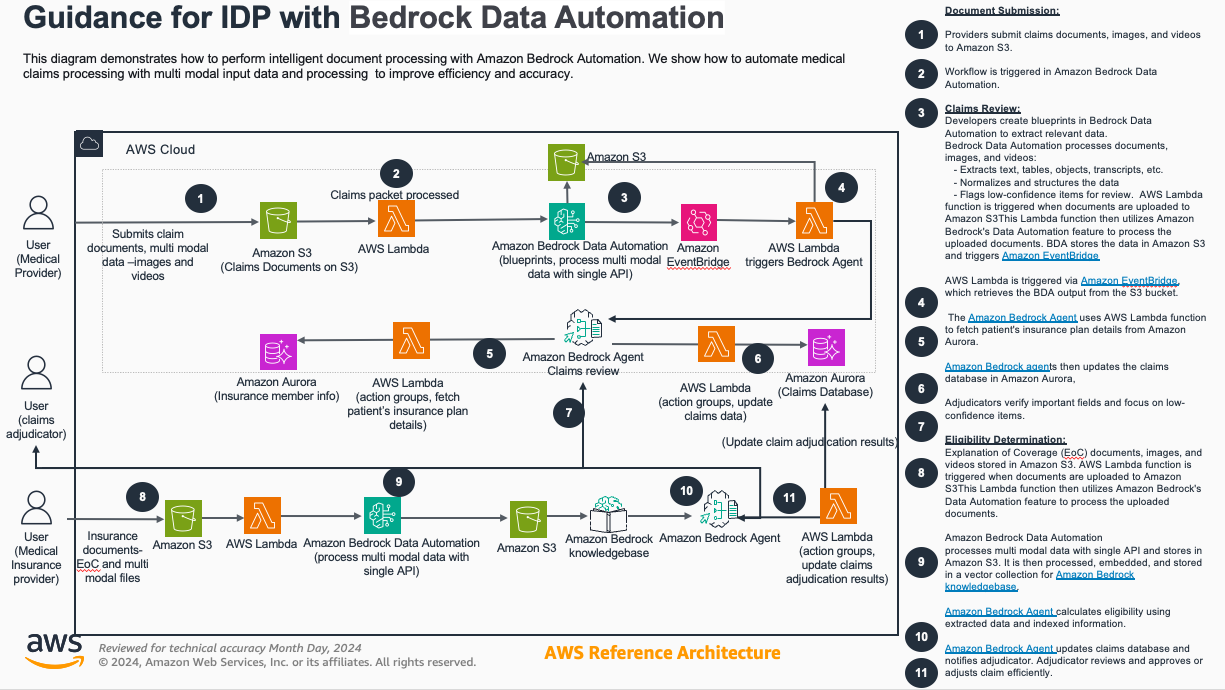 Guidance for IDP with Bedrock Data Automation
This diagram demonstrates how to perform intelligent document processing with Amazon Bedrock Automation. We show how to automate medical
claims processing with multi modal input data and processing  to improve efficiency and accuracy.
AWS Cloud
User
(Medical
Provider)
1
Submits claim
documents, multi modal
data –images and
videos
Amazon S3
(Claims Documents on S3)
2
Claims packet processed
AWS Lambda
Amazon S3
Amazon Bedrock Data Automation
(blueprints, process multi modal
data with single API)
3
Amazon
EventBridge
4
AWS Lambda
triggers Bedrock Agent
User
(claims
adjudicator)
Amazon Aurora
(Insurance member info)
AWS Lambda
(action groups, fetch
patient's insurance plan
details)
5
Amazon Bedrock Agent
Claims review
AWS Lambda
(action groups, update
claims data)
6
Amazon Aurora
(Claims Database)
7
(Update claim adjudication results)
User
(Medical
Insurance
provider)
8
Insurance
documents-
EoC and multi
modal files
Amazon S3
AWS Lambda
9
Amazon Bedrock Data Automation
(process multi modal data with
single API)
Amazon S3
Amazon Bedrock
knowledgebase
10
Amazon Bedrock Agent
11
AWS Lambda
(action groups,
update claims
adjudication results)
aws
Reviewed for technical accuracy Month Day, 2024
© 2024, Amazon Web Services, Inc. or its affiliates. All rights reserved.
AWS Reference Architecture
Document Submission:
1
Providers submit claims documents, images, and videos
to Amazon S3.
2
Workflow is triggered in Amazon Bedrock Data
Automation.
3
Claims Review:
Developers create blueprints in Bedrock Data
Automation to extract relevant data.
Bedrock Data Automation processes documents,
images, and videos:
- Extracts text, tables, objects, transcripts, etc.
- Normalizes and structures the data
- Flags low-confidence items for review.  AWS Lambda
function is triggered when documents are uploaded to
Amazon S3This Lambda function then utilizes Amazon
Bedrock's Data Automation feature to process the
uploaded documents. BDA stores the data in Amazon S3
and triggers Amazon EventBridge
AWS Lambda is triggered via Amazon EventBridge,
which retrieves the BDA output from the S3 bucket.
4
The Amazon Bedrock Agent uses AWS Lambda function
to fetch patient's insurance plan details from Amazon
Aurora.
5
Amazon Bedrock agents then updates the claims
database in Amazon Aurora,
6
Adjudicators verify important fields and focus on low-
confidence items.
7
Eligibility Determination:
Explanation of Coverage (EoC) documents, images, and
videos stored in Amazon S3. AWS Lambda function is
triggered when documents are uploaded to Amazon
S3This Lambda function then utilizes Amazon Bedrock's
Data Automation feature to process the uploaded
documents.
8
Amazon Bedrock Data Automation
processes multi modal data with single API and stores in
Amazon S3. It is then processed, embedded, and stored
in a vector collection for Amazon Bedrock
knowledgebase.
9
Amazon Bedrock Agent calculates eligibility using
extracted data and indexed information.
10
Amazon Bedrock Agent updates claims database and
notifies adjudicator. Adjudicator reviews and approves or
adjusts claim efficiently.
11